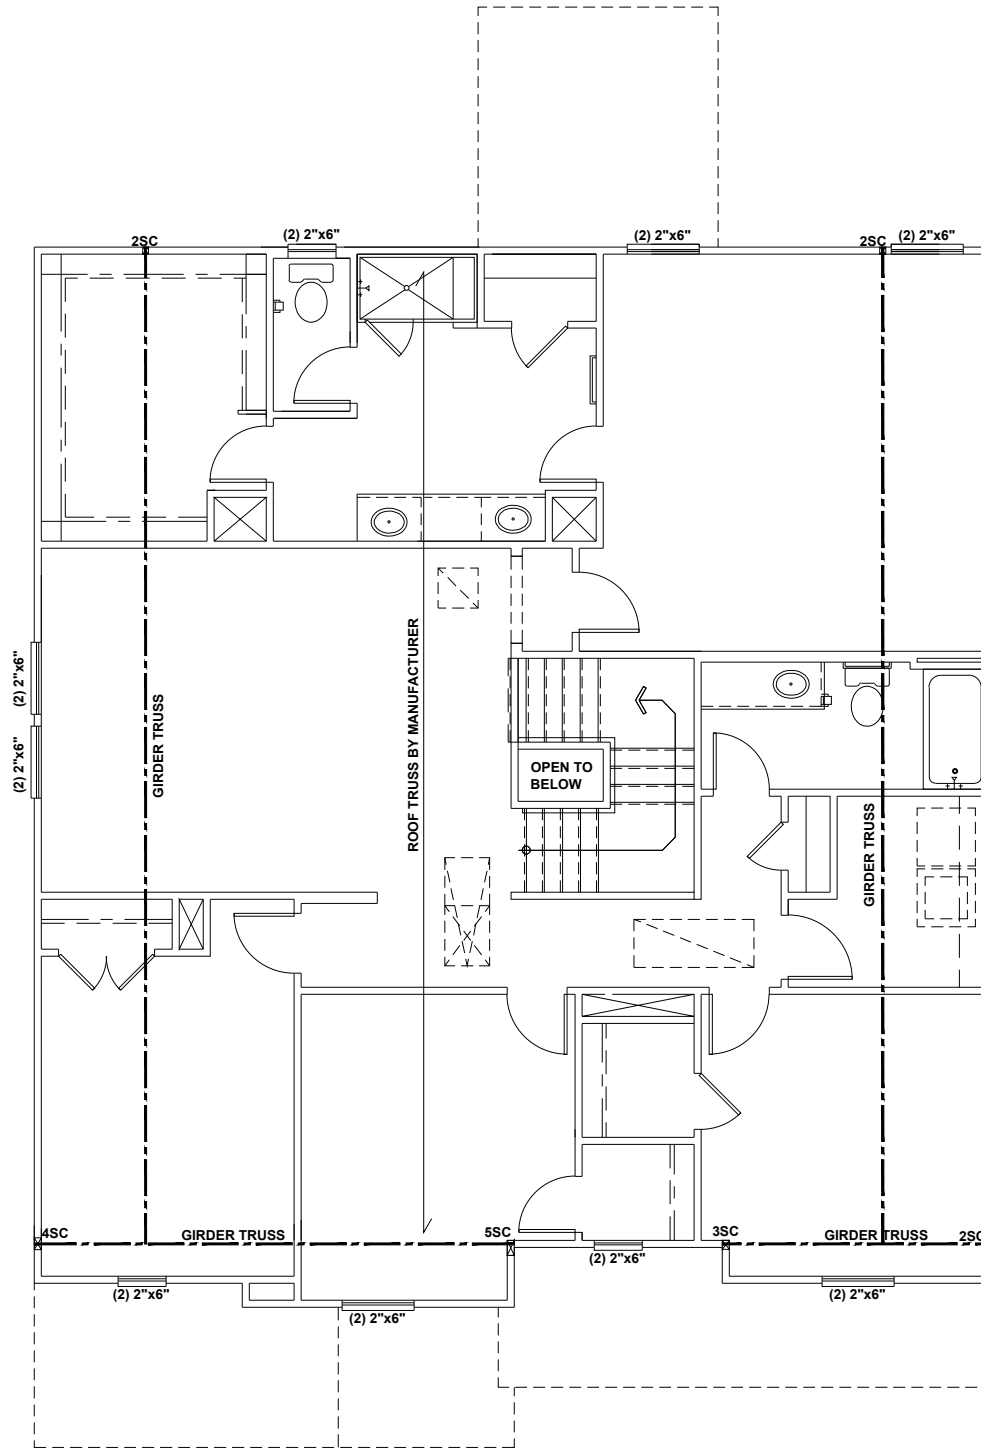 2SC
(2) 2"x6"
(2) 2"x6"
2SC
(2) 2"x6"
(2) 2"x6"
(2) 2"x6"
GIRDER TRUSS
ROOF TRUSS BY MANUFACTURER
OPEN TO
BELOW
GIRDER TRUSS
4SC
GIRDER TRUSS
5SC
3SC
GIRDER TRUSS
2SC
(2) 2"x6"
(2) 2"x6"
(2) 2"x6"
(2) 2"x6"